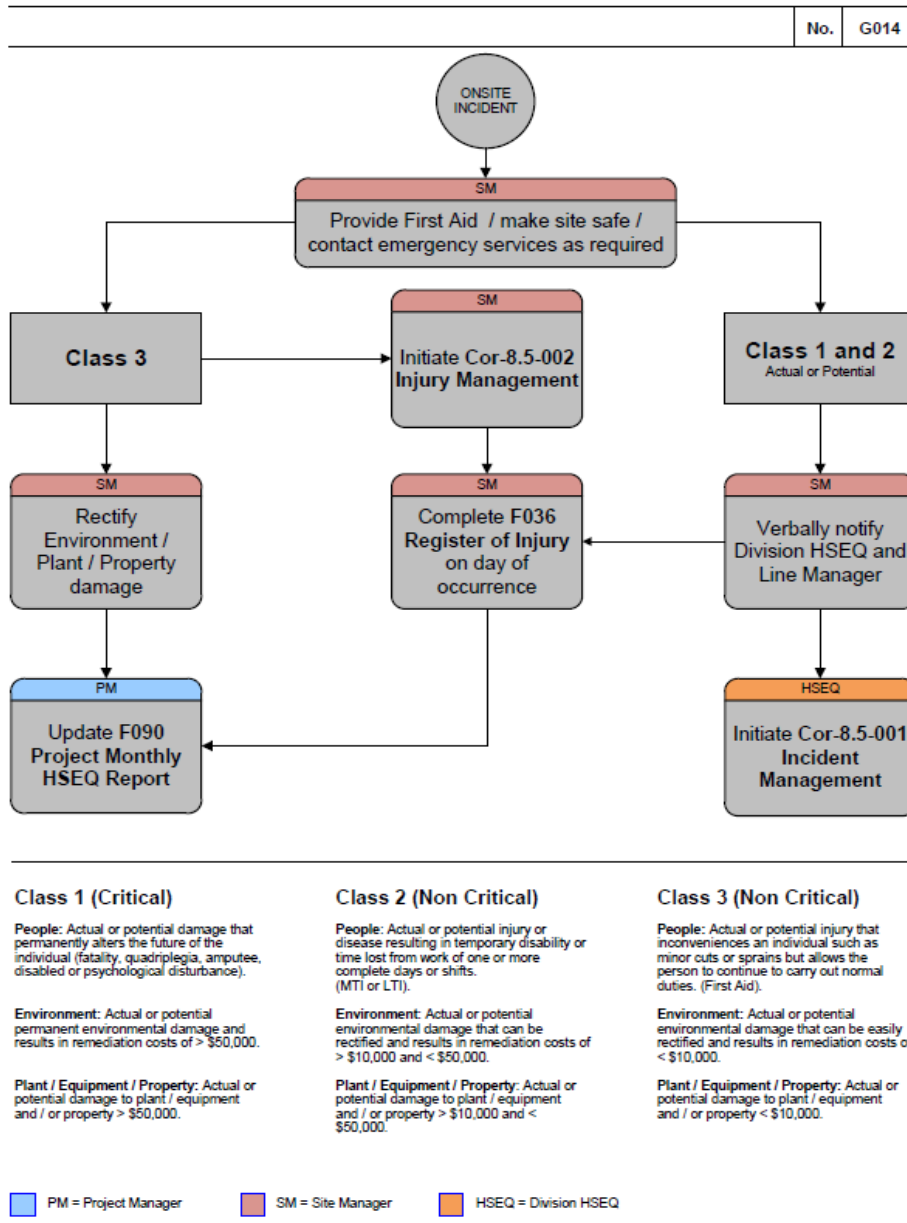 No. G014
ONSITE
INCIDENT
SM
Provide First Aid / make site safe /
contact emergency services as required
Class 3
SM
Initiate Cor-8.5-002
Injury Management
Class 1 and 2
Actual or Potential
SM
Rectify
Environment /
Plant / Property
damage
SM
Complete F036
Register of Injury
on day of
occurrence
SM
Verbally notify
Division HSEQ and
Line Manager
PM
Update F090
Project Monthly
HSEQ Report
HSEQ
Initiate Cor-8.5-001
Incident
Management
Class 1 (Critical)
People: Actual or potential damage that
permanently alters the future of the
individual (fatality, quadriplegia, amputee,
disabled or psychological disturbance).
Environment: Actual or potential
permanent environmental damage and
results in remediation costs of > $50,000.
Plant / Equipment / Property: Actual or
potential damage to plant / equipment
and / or property > $50,000.
Class 2 (Non Critical)
People: Actual or potential injury or
disease resulting in temporary disability or
time lost from work of one or more
complete days or shifts.
(MTI or LTI).
Environment: Actual or potential
environmental damage that can be
rectified and results in remediation costs of
> $10,000 and < $50,000.
Plant / Equipment / Property: Actual or
potential damage to plant / equipment
and / or property > $10,000 and <
$50,000.
Class 3 (Non Critical)
People: Actual or potential injury that
inconveniences an individual such as
minor cuts or sprains but allows the
person to continue to carry out normal
duties. (First Aid).
Environment: Actual or potential
environmental damage that can be easily
rectified and results in remediation costs o
< $10,000.
Plant / Equipment / Property: Actual or
potential damage to plant / equipment
and / or property < $10,000.
PM = Project Manager
SM = Site Manager
HSEQ = Division HSEQ